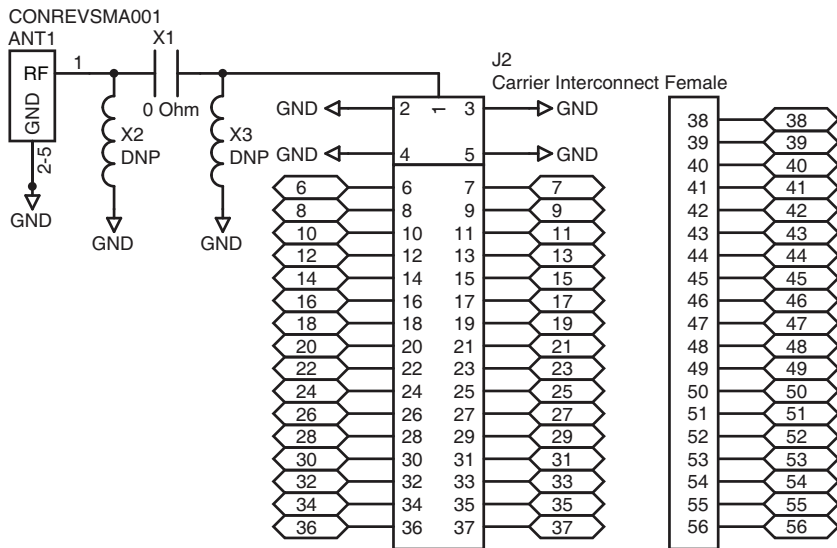 CONREVSMA001
ANT1
X1
RF
1
GND
2-5
GND
0 Ohm
X2
DNP
GND
X3
DNP
GND
J2
Carrier Interconnect Female
GND 2 1 3 GND
GND 4 5 GND
6 6 7 7
8 8 9 9
10 10 11 11
12 12 13 13
14 14 15 15
16 16 17 17
18 18 19 19
20 20 21 21
22 22 23 23
24 24 25 25
26 26 27 27
28 28 29 29
30 30 31 31
32 32 33 33
34 34 35 35
36 36 37 37
38 38
39 39
40 40
41 41
42 42
43 43
44 44
45 45
46 46
47 47
48 48
49 49
50 50
51 51
52 52
53 53
54 54
55 55
56 56